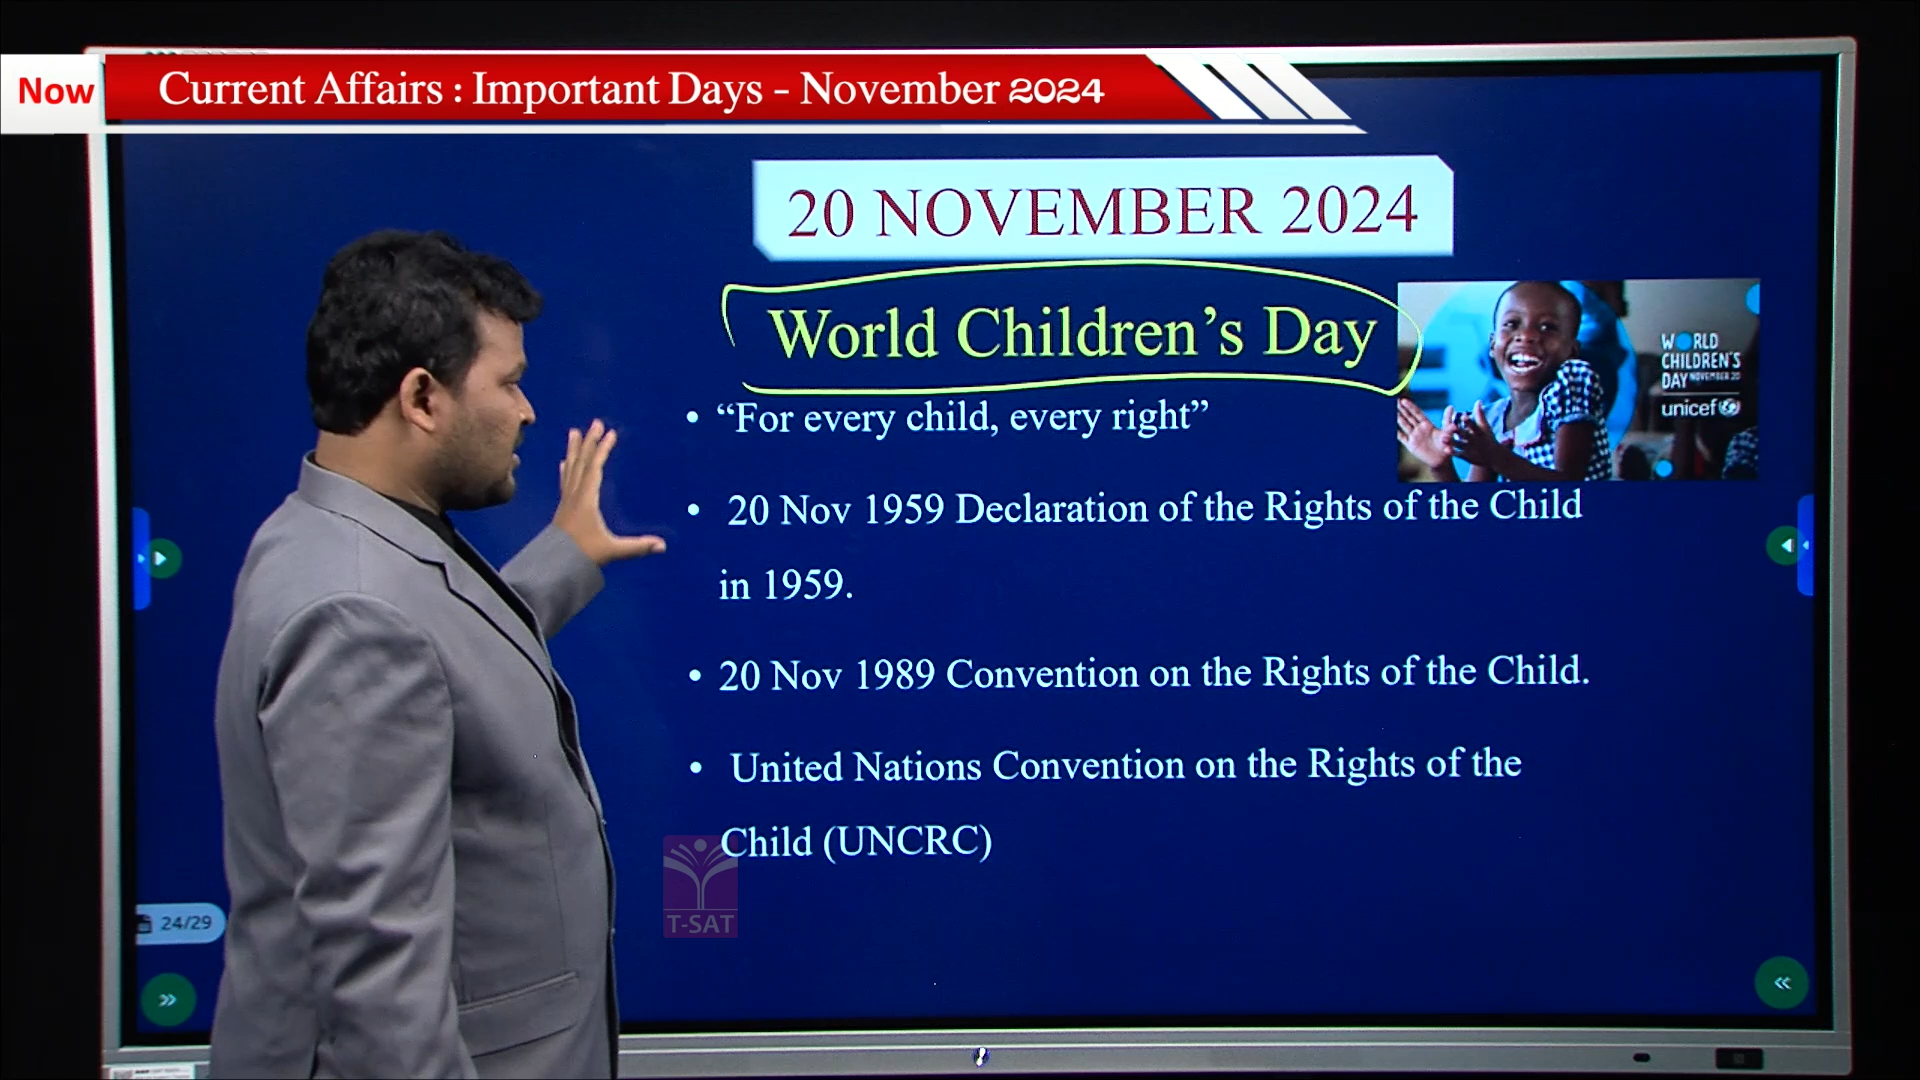 Now
Current Affairs : Important Days - November 2024
20 NOVEMBER 2024
World Children's Day
WORLD
CHILDREN'S
DAY NOVEMBER 20
unicef
• “For every child, every right”
• 20 Nov 1959 Declaration of the Rights of the Child
in 1959.
• 20 Nov 1989 Convention on the Rights of the Child.
• United Nations Convention on the Rights of the
Child (UNCRC)
T-SAT
24/29